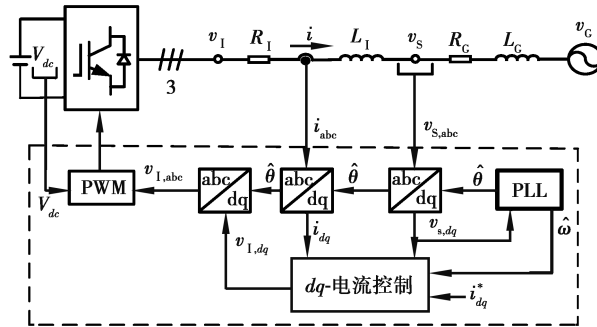 V_dc
3
v_I
R_I
i
L_I
v_S
R_G
L_G
v_G
i_abc
v_S,abc
V_dc
PWM
v_I,abc
abc
dq
θ̂
abc
dq
θ̂
abc
dq
θ̂
PLL
ω̂
v_I,dq
i_dq
v_s,dq
dq-电流控制
i*_dq